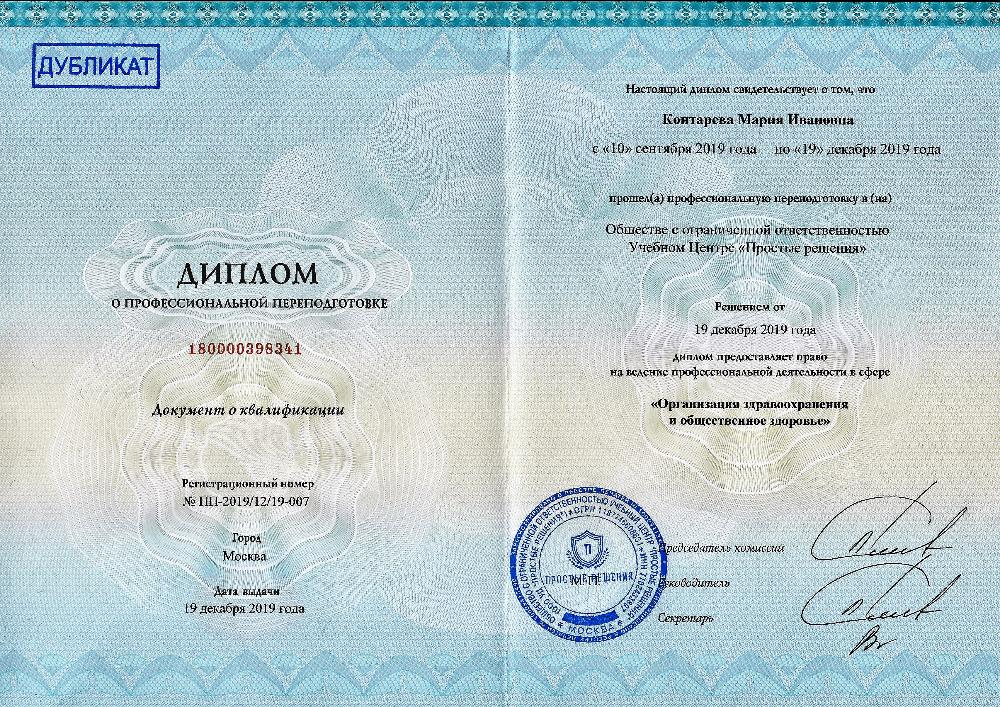 ДУБЛИКАТ
ДИПЛОМ
О ПРОФЕССИОНАЛЬНОЙ ПЕРЕПОДГОТОВКЕ
180000398341
Документ о квалификации
Регистрационный номер
№ ПП-2019/12/19-007
Город
Москва
Дата выдачи
19 декабря 2019 года
Настоящий диплом свидетельствует о том, что
Контарева Мария Ивановна
с «10» сентября 2019 года по «19» декабря 2019 года
прошел(а) профессиональную переподготовку в (на)
Обществе с ограниченной ответственностью
Учебном Центре «Простые решения»
Решением от
19 декабря 2019 года
диплом предоставляет право
на ведение профессиональной деятельности в сфере
«Организация здравоохранения
и общественное здоровье»
Председатель комиссии
Руководитель
Секретарь
ПРОСТЫЕ РЕШЕНИЯ
М.П.
МОСКВА